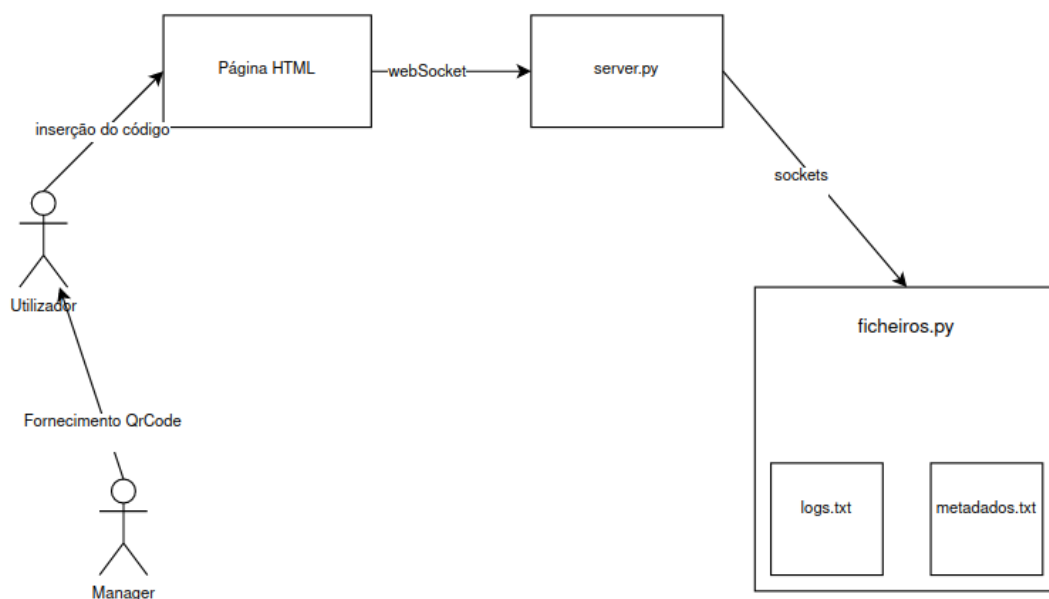 Página HTML
webSocket
server.py
inserção do código
sockets
Utilizador
ficheiros.py
Fornecimento QrCode
logs.txt
metadados.txt
Manager